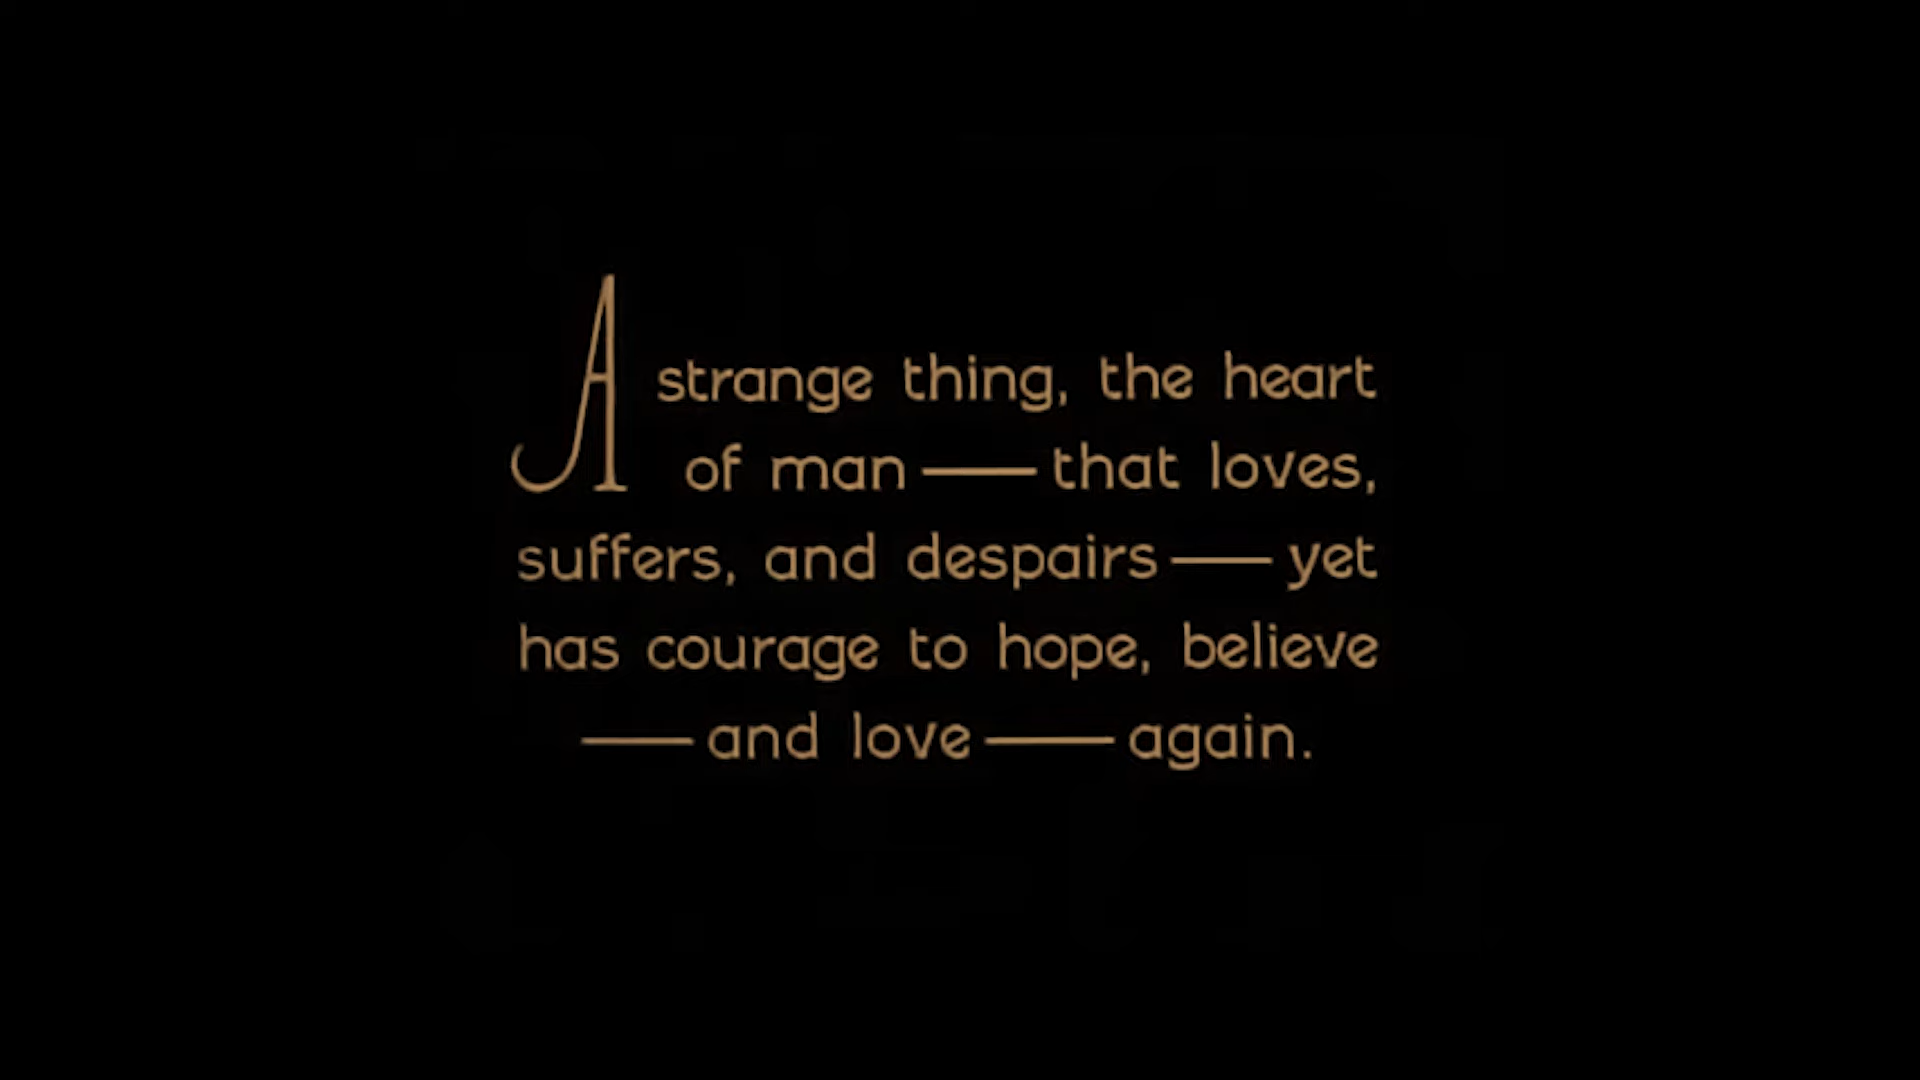 A strange thing, the heart
of man — that loves,
suffers, and despairs — yet
has courage to hope, believe
— and love — again.